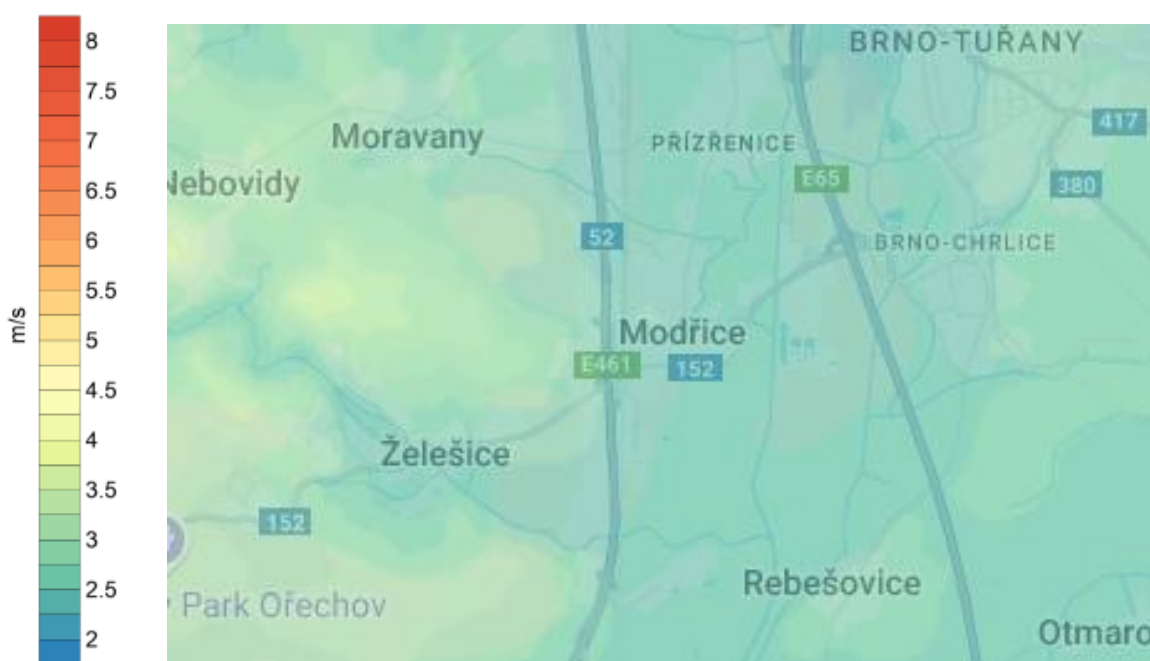 8
7.5
7
6.5
6
5.5
5
4.5
4
3.5
3
2.5
2
m/s
BRNO-TUŘANY
Moravany
PŘÍZŘENICE
417
Nebovidy
E65
380
52
BRNO-CHRLICE
Modřice
E461
152
Želešice
152
Rebešovice
Park Ořechov
Otmaro